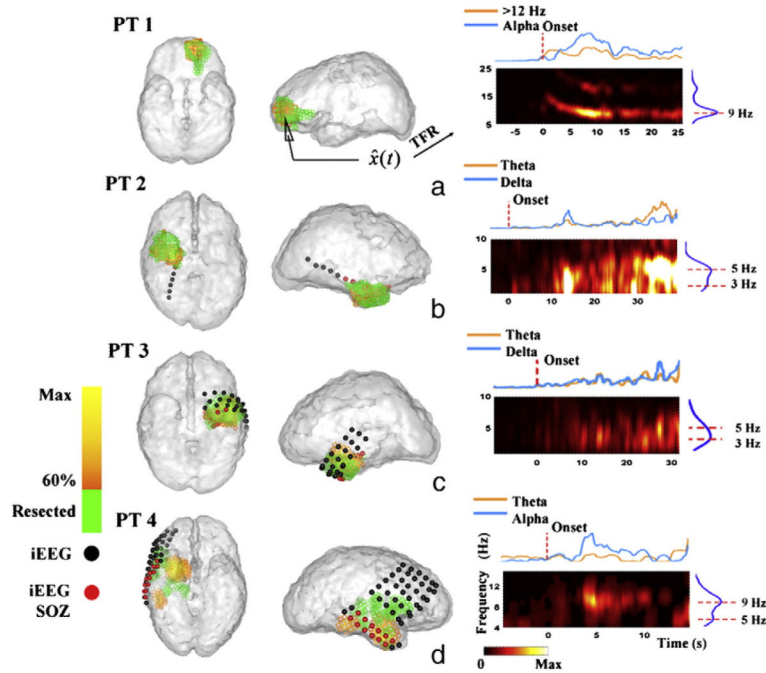 PT 1
>12 Hz
Alpha Onset
25
15
5
-5 0 5 10 15 20 25
9 Hz
x̂(t)
TFR
a
PT 2
Theta
Delta
Onset
10
5
-10 0 10 20 30
5 Hz
3 Hz
b
PT 3
Theta
Delta
Onset
10
5
0 10 20 30
5 Hz
3 Hz
c
Max
60%
Resected
iEEG
iEEG
SOZ
PT 4
Theta
Alpha
Onset
Frequency (Hz)
12
8
4
0 5 10
Time (s)
9 Hz
5 Hz
0 Max
d